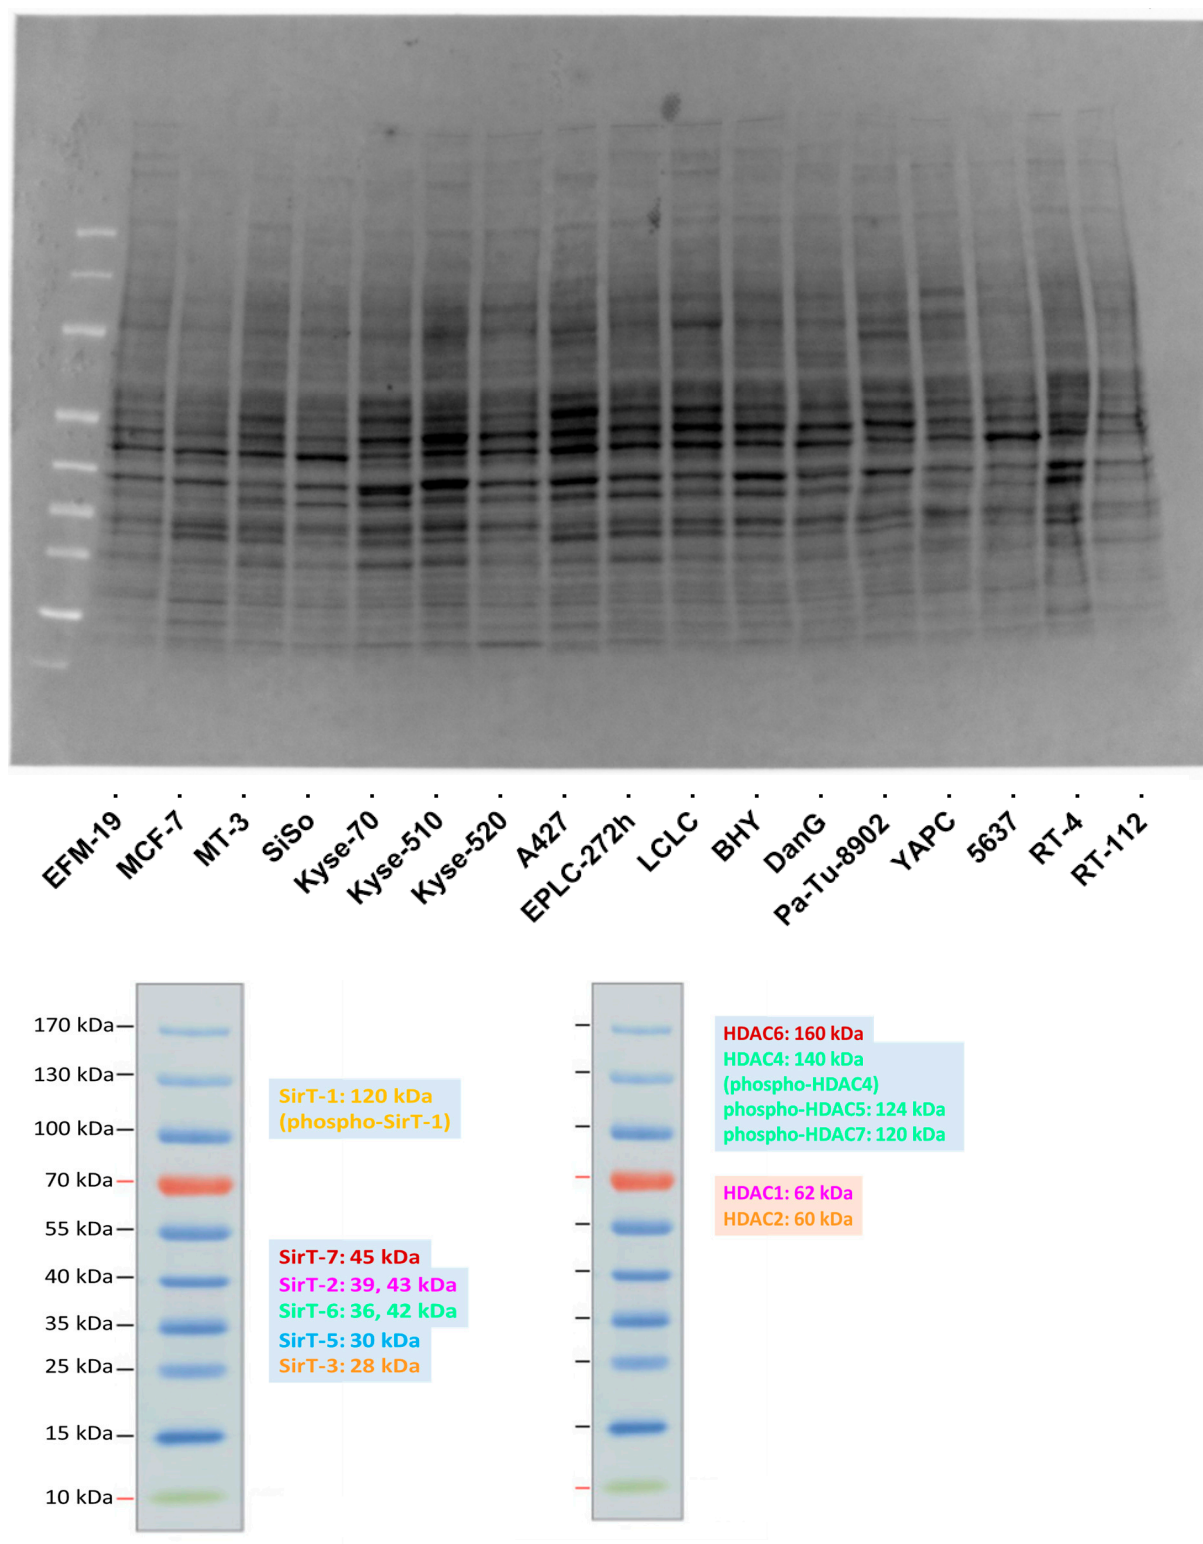 EFM-19
MCF-7
MT-3
SiSo
Kyse-70
Kyse-510
Kyse-520
A427
EPLC-272h
LCLC
BHY
DanG
Pa-Tu-8902
YAPC
5637
RT-4
RT-112
170 kDa
130 kDa
100 kDa
70 kDa
55 kDa
40 kDa
35 kDa
25 kDa
15 kDa
10 kDa
SirT-1: 120 kDa
(phospho-SirT-1)
SirT-7: 45 kDa
SirT-2: 39, 43 kDa
SirT-6: 36, 42 kDa
SirT-5: 30 kDa
SirT-3: 28 kDa
HDAC6: 160 kDa
HDAC4: 140 kDa
(phospho-HDAC4)
phospho-HDAC5: 124 kDa
phospho-HDAC7: 120 kDa
HDAC1: 62 kDa
HDAC2: 60 kDa